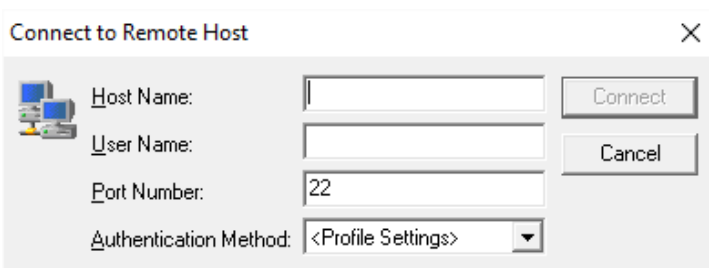 Connect to Remote Host
Host Name:
Connect
User Name:
Cancel
Port Number: 22
Authentication Method: <Profile Settings>